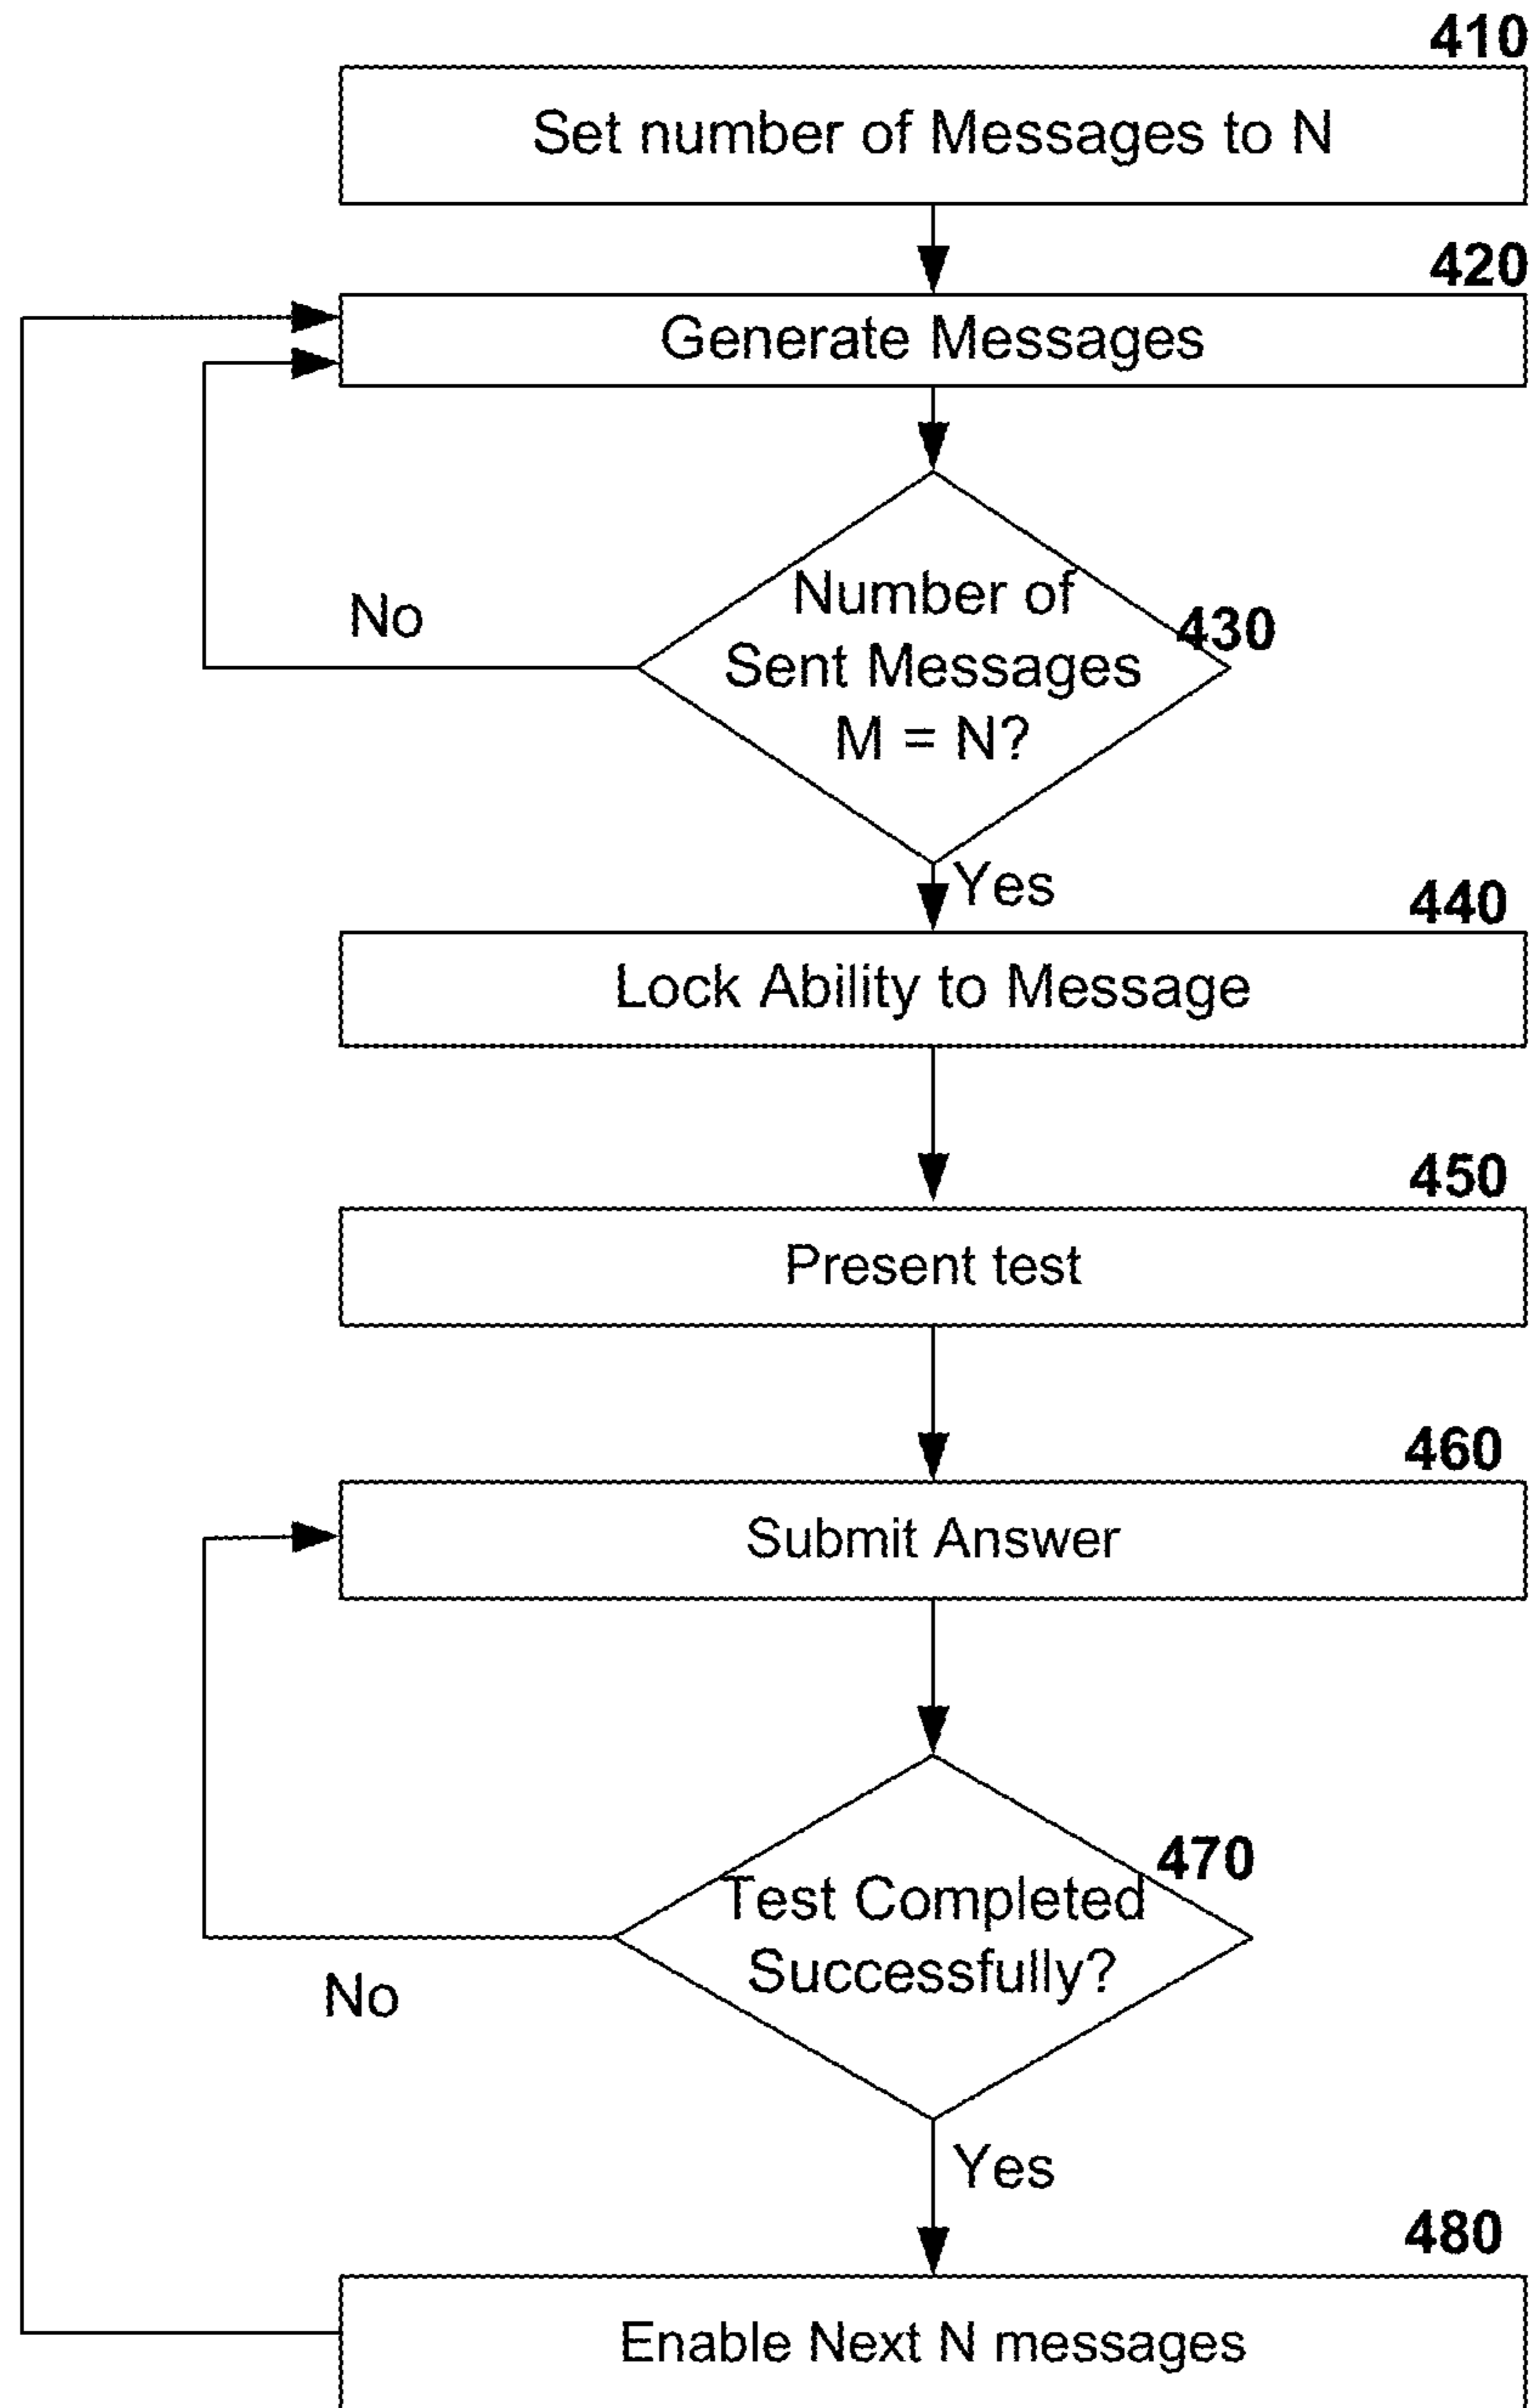 410
Set number of Messages to N
420
Generate Messages
No
Number of
430
Sent Messages
M = N?
Yes
440
Lock Ability to Message
450
Present test
460
Submit Answer
470
Test Completed
Successfully?
No
Yes
480
Enable Next N messages